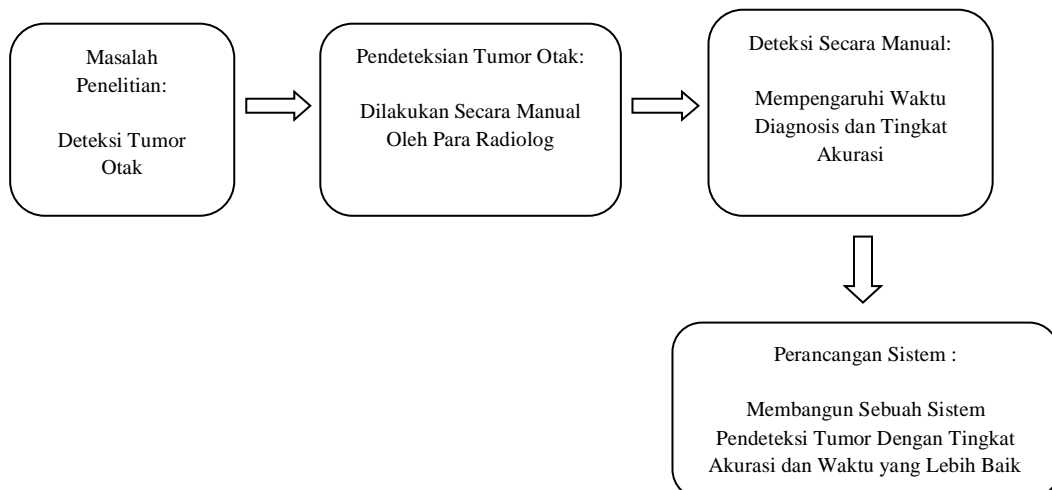 Masalah
Penelitian:
Deteksi Tumor
Otak
Pendeteksian Tumor Otak:
Dilakukan Secara Manual
Oleh Para Radiolog
Deteksi Secara Manual:
Mempengaruhi Waktu
Diagnosis dan Tingkat
Akurasi
Perancangan Sistem :
Membangun Sebuah Sistem
Pendeteksi Tumor Dengan Tingkat
Akurasi dan Waktu yang Lebih Baik